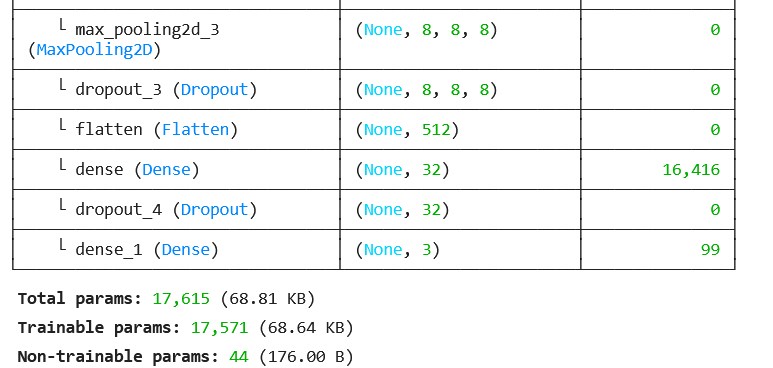 └ max_pooling2d_3 (None, 8, 8, 8) 0
(MaxPooling2D)
└ dropout_3 (Dropout) (None, 8, 8, 8) 0
└ flatten (Flatten) (None, 512) 0
└ dense (Dense) (None, 32) 16,416
└ dropout_4 (Dropout) (None, 32) 0
└ dense_1 (Dense) (None, 3) 99
Total params: 17,615 (68.81 KB)
Trainable params: 17,571 (68.64 KB)
Non-trainable params: 44 (176.00 B)